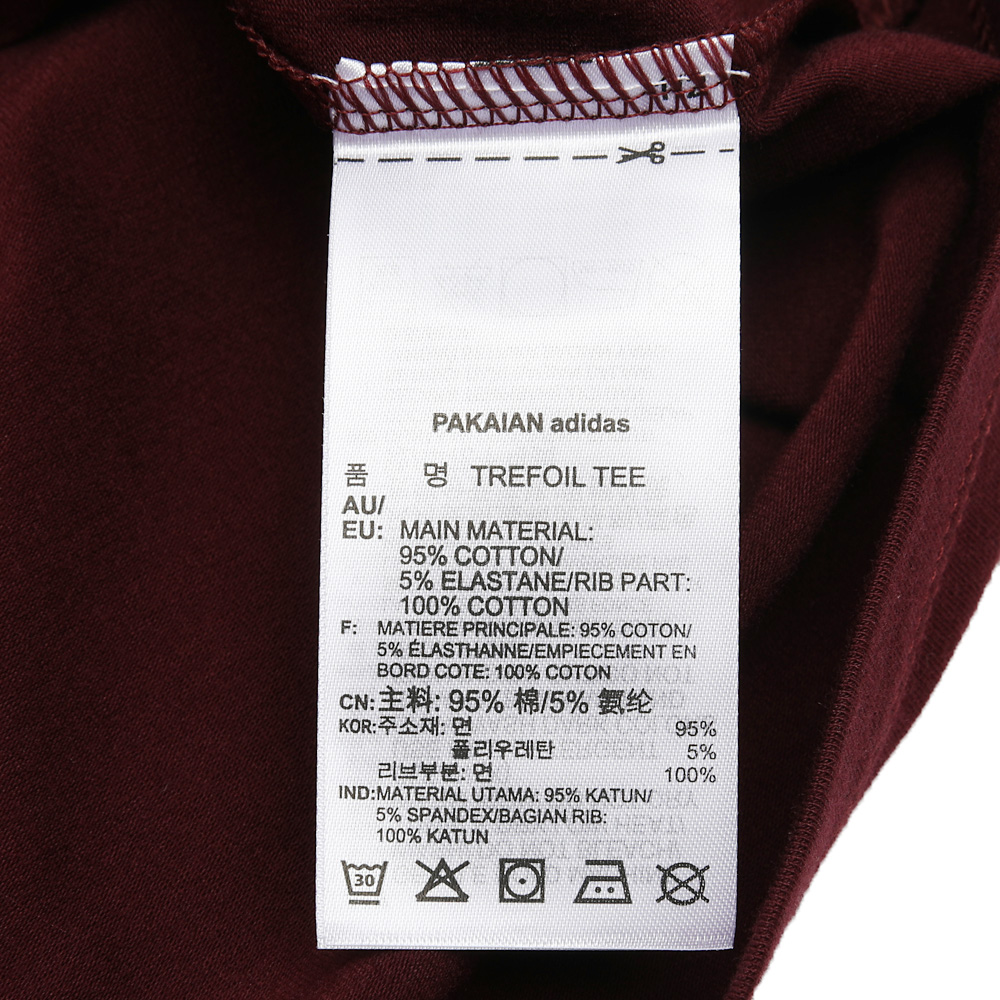 PAKAIAN adidas
품 명 TREFOIL TEE
AU/
EU: MAIN MATERIAL:
95% COTTON/
5% ELASTANE/RIB PART:
100% COTTON
F: MATIERE PRINCIPALE: 95% COTON/
5% ÉLASTHANNE/EMPIECEMENT EN
BORD COTE: 100% COTON
CN: 主料: 95% 棉/5% 氨纶
KOR: 주소재: 면 95%
폴리우레탄 5%
리브부분: 면 100%
IND: MATERIAL UTAMA: 95% KATUN/
5% SPANDEX/BAGIAN RIB:
100% KATUN
30